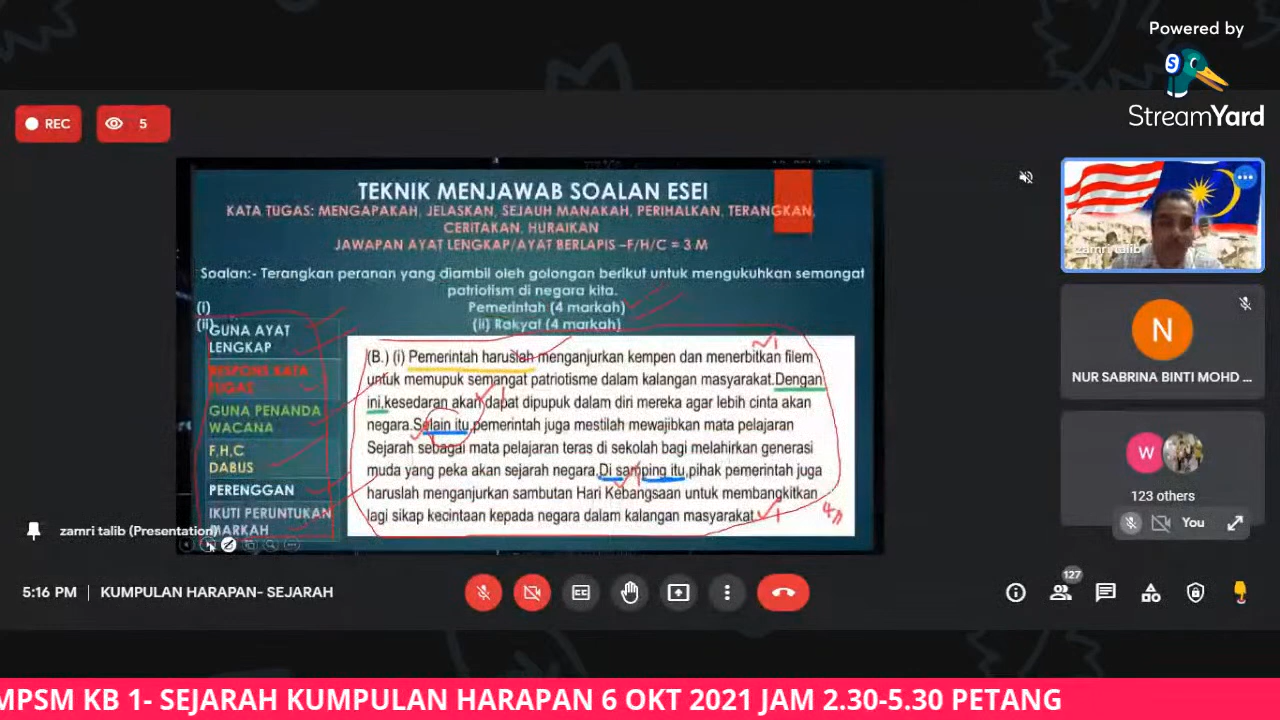 Powered by
StreamYard
REC
5
TEKNIK MENJAWAB SOALAN ESEI
KATA TUGAS: MENGAPAKAH, JELASKAN, SEJAUH MANAKAH, PERIHALKAN, TERANGKAN,
CERITAKAN, HURAIKAN
JAWAPAN AYAT LENGKAP/AYAT BERLAPIS –F/H/C = 3 M
Soalan:- Terangkan peranan yang diambil oleh golongan berikut untuk mengukuhkan semangat
patriotism di negara kita.
(i) Pemerintah (4 markah)
(ii) (ii) Rakyat (4 markah)
GUNA AYAT
LENGKAP
RESPONS KATA
TUGAS
GUNA PENANDA
WACANA
F,H,C
DABUS
PERENGGAN
IKUTI PERUNTUKAN
MARKAH
(B.) (i) Pemerintah haruslah menganjurkan kempen dan menerbitkan filem
untuk memupuk semangat patriotisme dalam kalangan masyarakat.Dengan
ini,kesedaran akan dapat dipupuk dalam diri mereka agar lebih cinta akan
negara.Selain itu,pemerintah juga mestilah mewajibkan mata pelajaran
Sejarah sebagai mata pelajaran teras di sekolah bagi melahirkan generasi
muda yang peka akan sejarah negara.Di samping itu,pihak pemerintah juga
haruslah menganjurkan sambutan Hari Kebangsaan untuk membangkitkan
lagi sikap kecintaan kepada negara dalam kalangan masyarakat
zamri talib
N
NUR SABRINA BINTI MOHD ...
W
123 others
You
zamri talib (Presentation)
5:16 PM | KUMPULAN HARAPAN- SEJARAH
127
MPSM KB 1- SEJARAH KUMPULAN HARAPAN 6 OKT 2021 JAM 2.30-5.30 PETANG